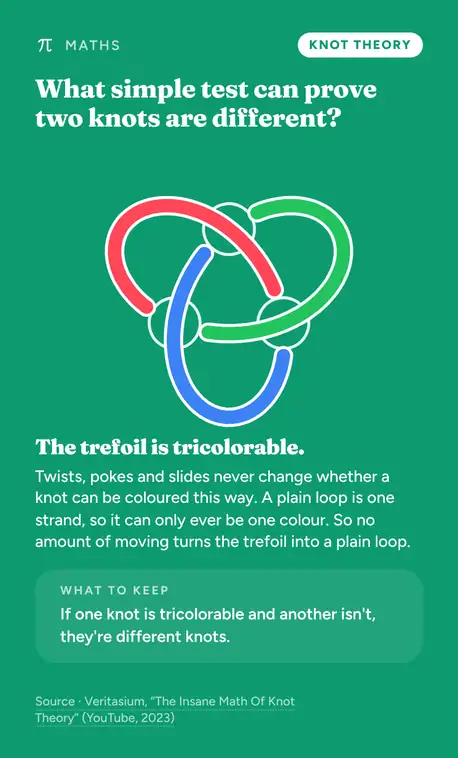 π MATHS
KNOT THEORY
What simple test can prove
two knots are different?
The trefoil is tricolorable.
Twists, pokes and slides never change whether a
knot can be coloured this way. A plain loop is one
strand, so it can only ever be one colour. So no
amount of moving turns the trefoil into a plain loop.
WHAT TO KEEP
If one knot is tricolorable and another isn't,
they're different knots.
Source · Veritasium, "The Insane Math Of Knot
Theory" (YouTube, 2023)